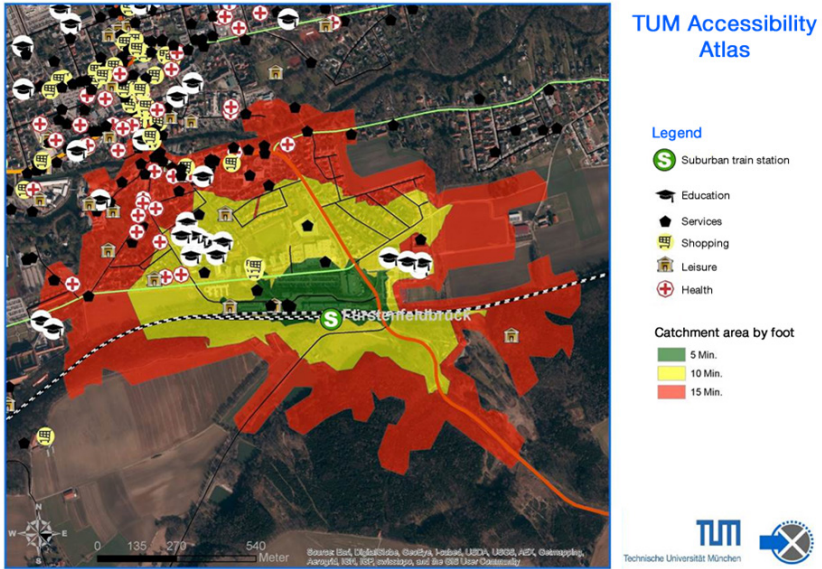 TUM Accessibility
Atlas
Legend
Suburban train station
Education
Services
Shopping
Leisure
Health
Catchment area by foot
5 Min.
10 Min.
15 Min.
S
S Fürstenfeldbruck
N
W E
S
0 135 270 540
Meter
Source: Esri, DigitalGlobe, GeoEye, i-cubed, USDA, USGS, AEX, Getmapping,
Aerogrid, IGN, IGP, swisstopo, and the GIS User Community
TUM
Technische Universität München